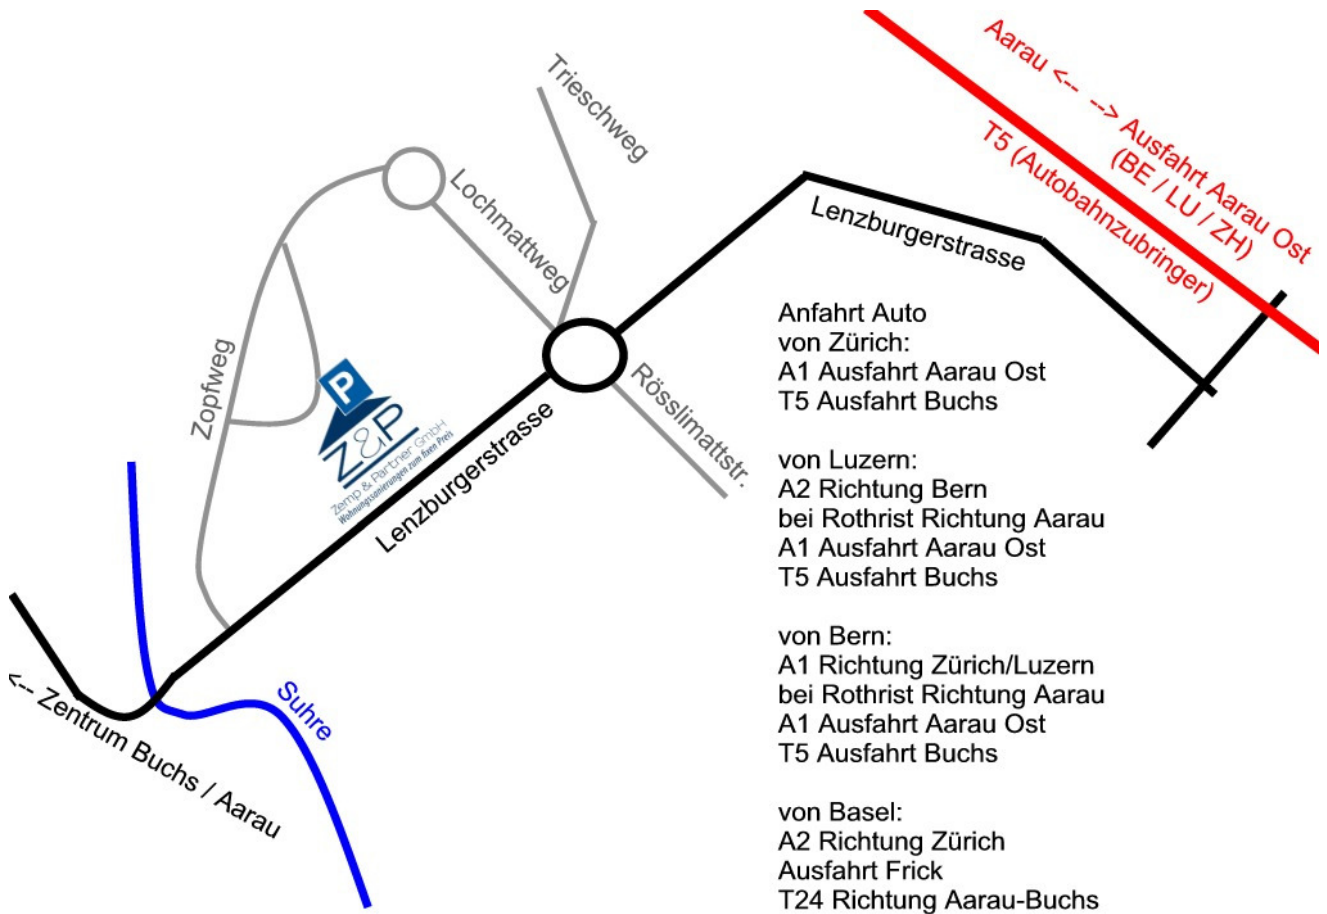 Aarau <-- --> Ausfahrt Aarau Ost
(BE / LU / ZH)
T5 (Autobahnzubringer)
Trieschweg
Lochmattweg
Lenzburgerstrasse
Zopfweg
P
Z&P
Zemp & Partner GmbH
Wohnungssanierungen zum fixen Preis
Lenzburgerstrasse
Rösslimattstr.
Suhre
<-- Zentrum Buchs / Aarau
Anfahrt Auto
von Zürich:
A1 Ausfahrt Aarau Ost
T5 Ausfahrt Buchs
von Luzern:
A2 Richtung Bern
bei Rothrist Richtung Aarau
A1 Ausfahrt Aarau Ost
T5 Ausfahrt Buchs
von Bern:
A1 Richtung Zürich/Luzern
bei Rothrist Richtung Aarau
A1 Ausfahrt Aarau Ost
T5 Ausfahrt Buchs
von Basel:
A2 Richtung Zürich
Ausfahrt Frick
T24 Richtung Aarau-Buchs